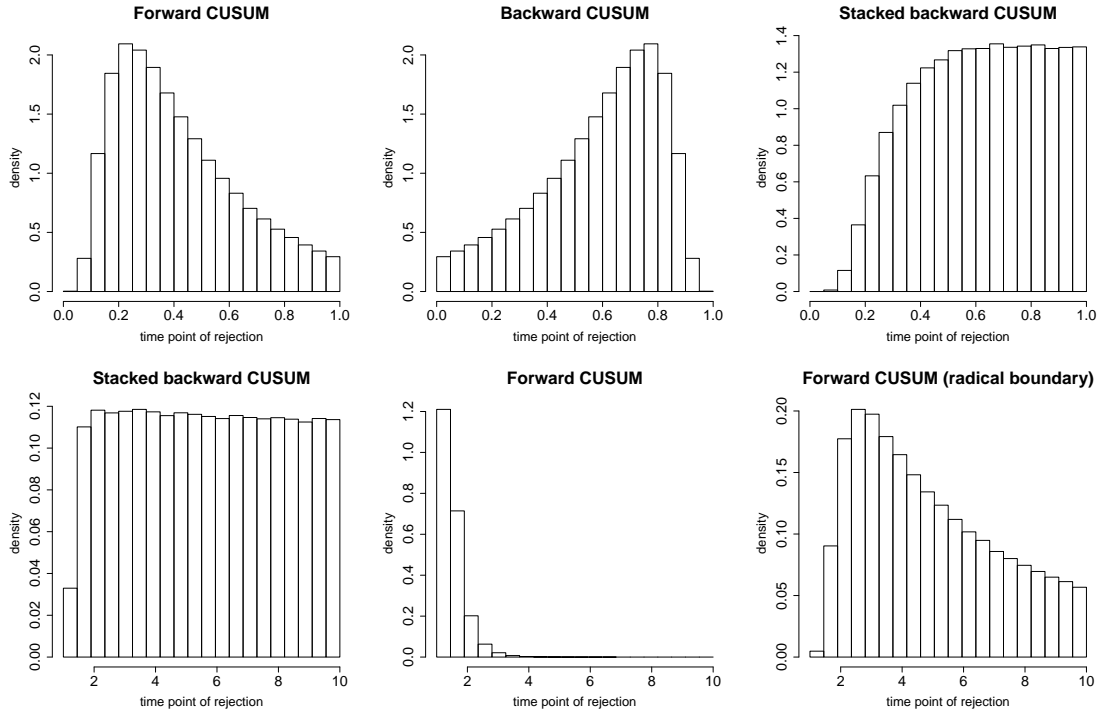 Forward CUSUM
density
0.0 0.5 1.0 1.5 2.0
0.0 0.2 0.4 0.6 0.8 1.0
time point of rejection
Backward CUSUM
density
0.0 0.5 1.0 1.5 2.0
0.0 0.2 0.4 0.6 0.8 1.0
time point of rejection
Stacked backward CUSUM
density
0.0 0.2 0.4 0.6 0.8 1.0 1.2 1.4
0.0 0.2 0.4 0.6 0.8 1.0
time point of rejection
Stacked backward CUSUM
density
0.00 0.02 0.04 0.06 0.08 0.10 0.12
2 4 6 8 10
time point of rejection
Forward CUSUM
density
0.0 0.2 0.4 0.6 0.8 1.0 1.2
2 4 6 8 10
time point of rejection
Forward CUSUM (radical boundary)
density
0.00 0.05 0.10 0.15 0.20
2 4 6 8 10
time point of rejection